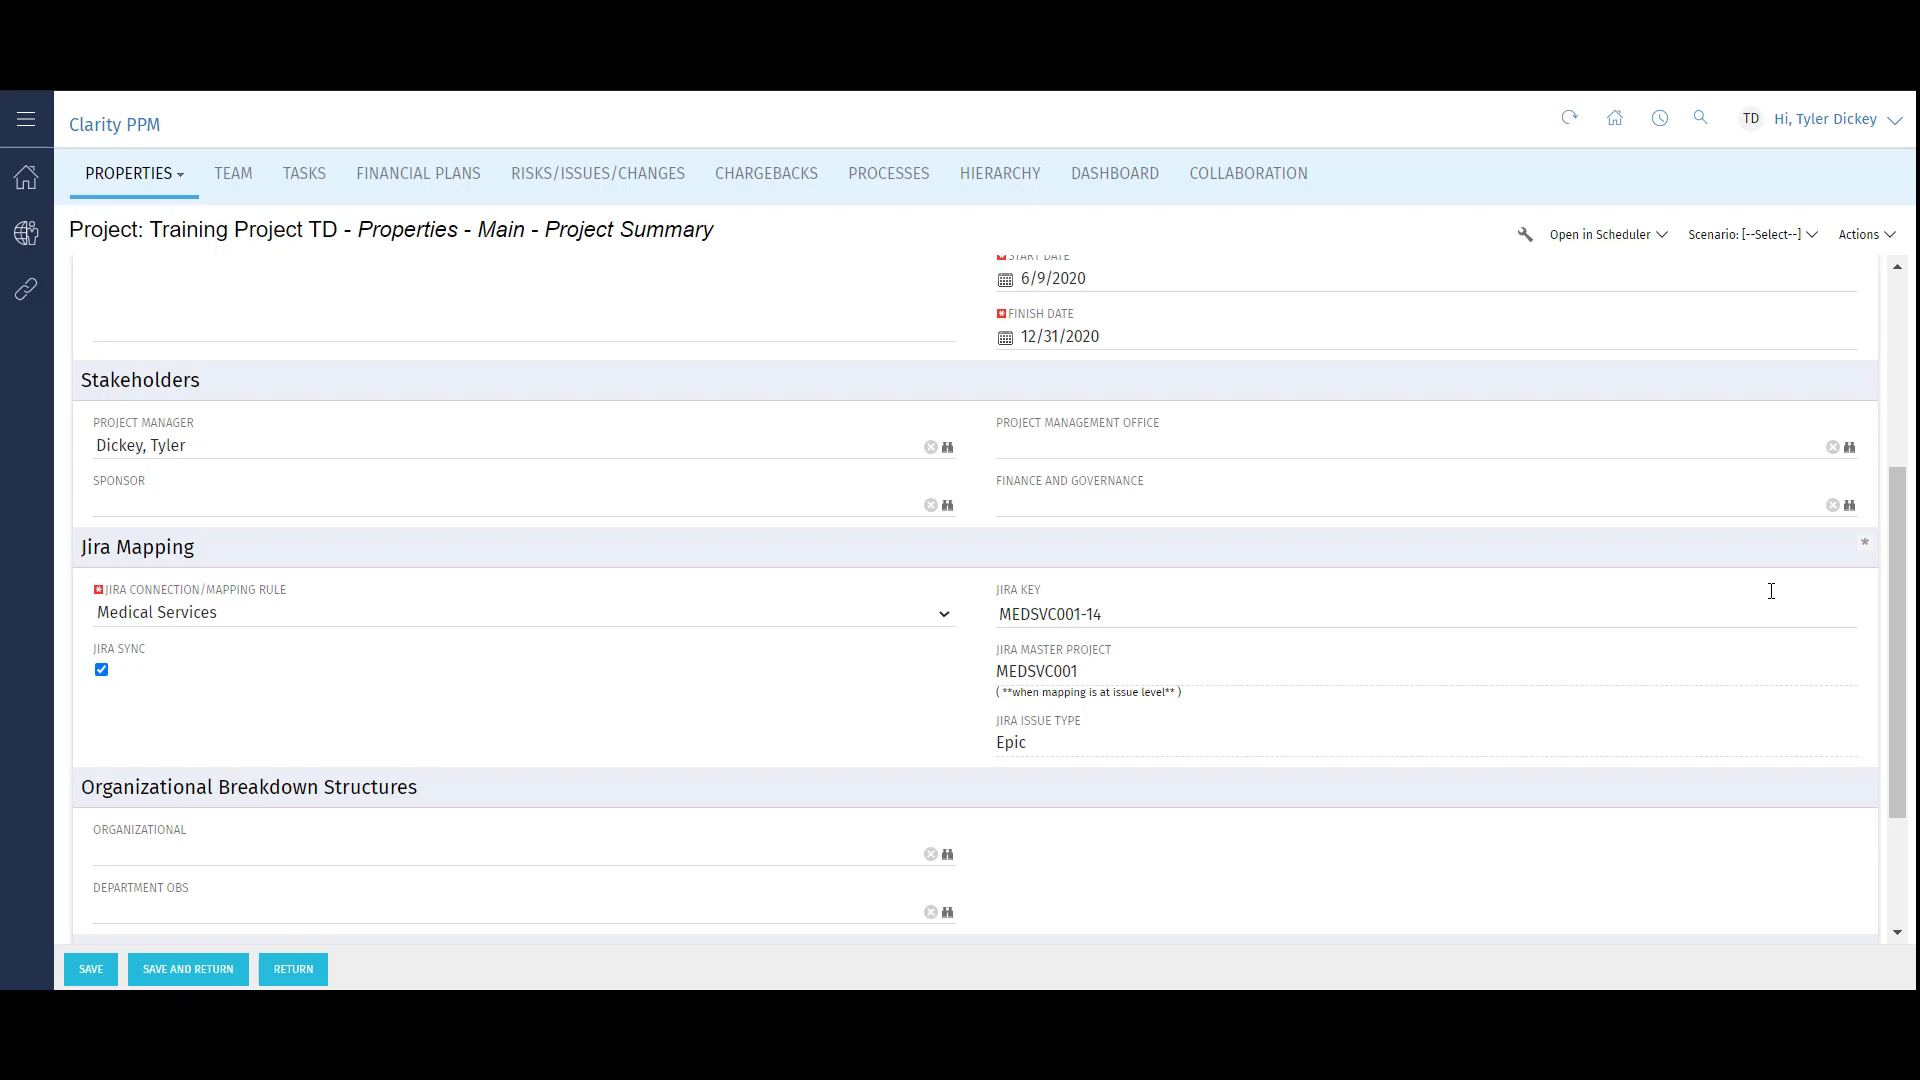 Clarity PPM
TD Hi, Tyler Dickey
PROPERTIES TEAM TASKS FINANCIAL PLANS RISKS/ISSUES/CHANGES CHARGEBACKS PROCESSES HIERARCHY DASHBOARD COLLABORATION
Project: Training Project TD - Properties - Main - Project Summary
Open in Scheduler Scenario: [--Select--] Actions
START DATE
6/9/2020
FINISH DATE
12/31/2020
Stakeholders
PROJECT MANAGER
Dickey, Tyler
PROJECT MANAGEMENT OFFICE
SPONSOR
FINANCE AND GOVERNANCE
Jira Mapping
*
JIRA CONNECTION/MAPPING RULE
Medical Services
JIRA KEY
MEDSVC001-14
JIRA SYNC
JIRA MASTER PROJECT
MEDSVC001
( **when mapping is at issue level** )
JIRA ISSUE TYPE
Epic
Organizational Breakdown Structures
ORGANIZATIONAL
DEPARTMENT OBS
SAVE SAVE AND RETURN RETURN